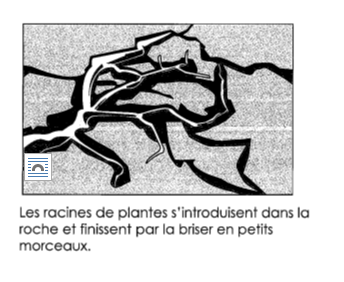 Les racines de plantes s'introduisent dans la
roche et finissent par la briser en petits
morceaux.